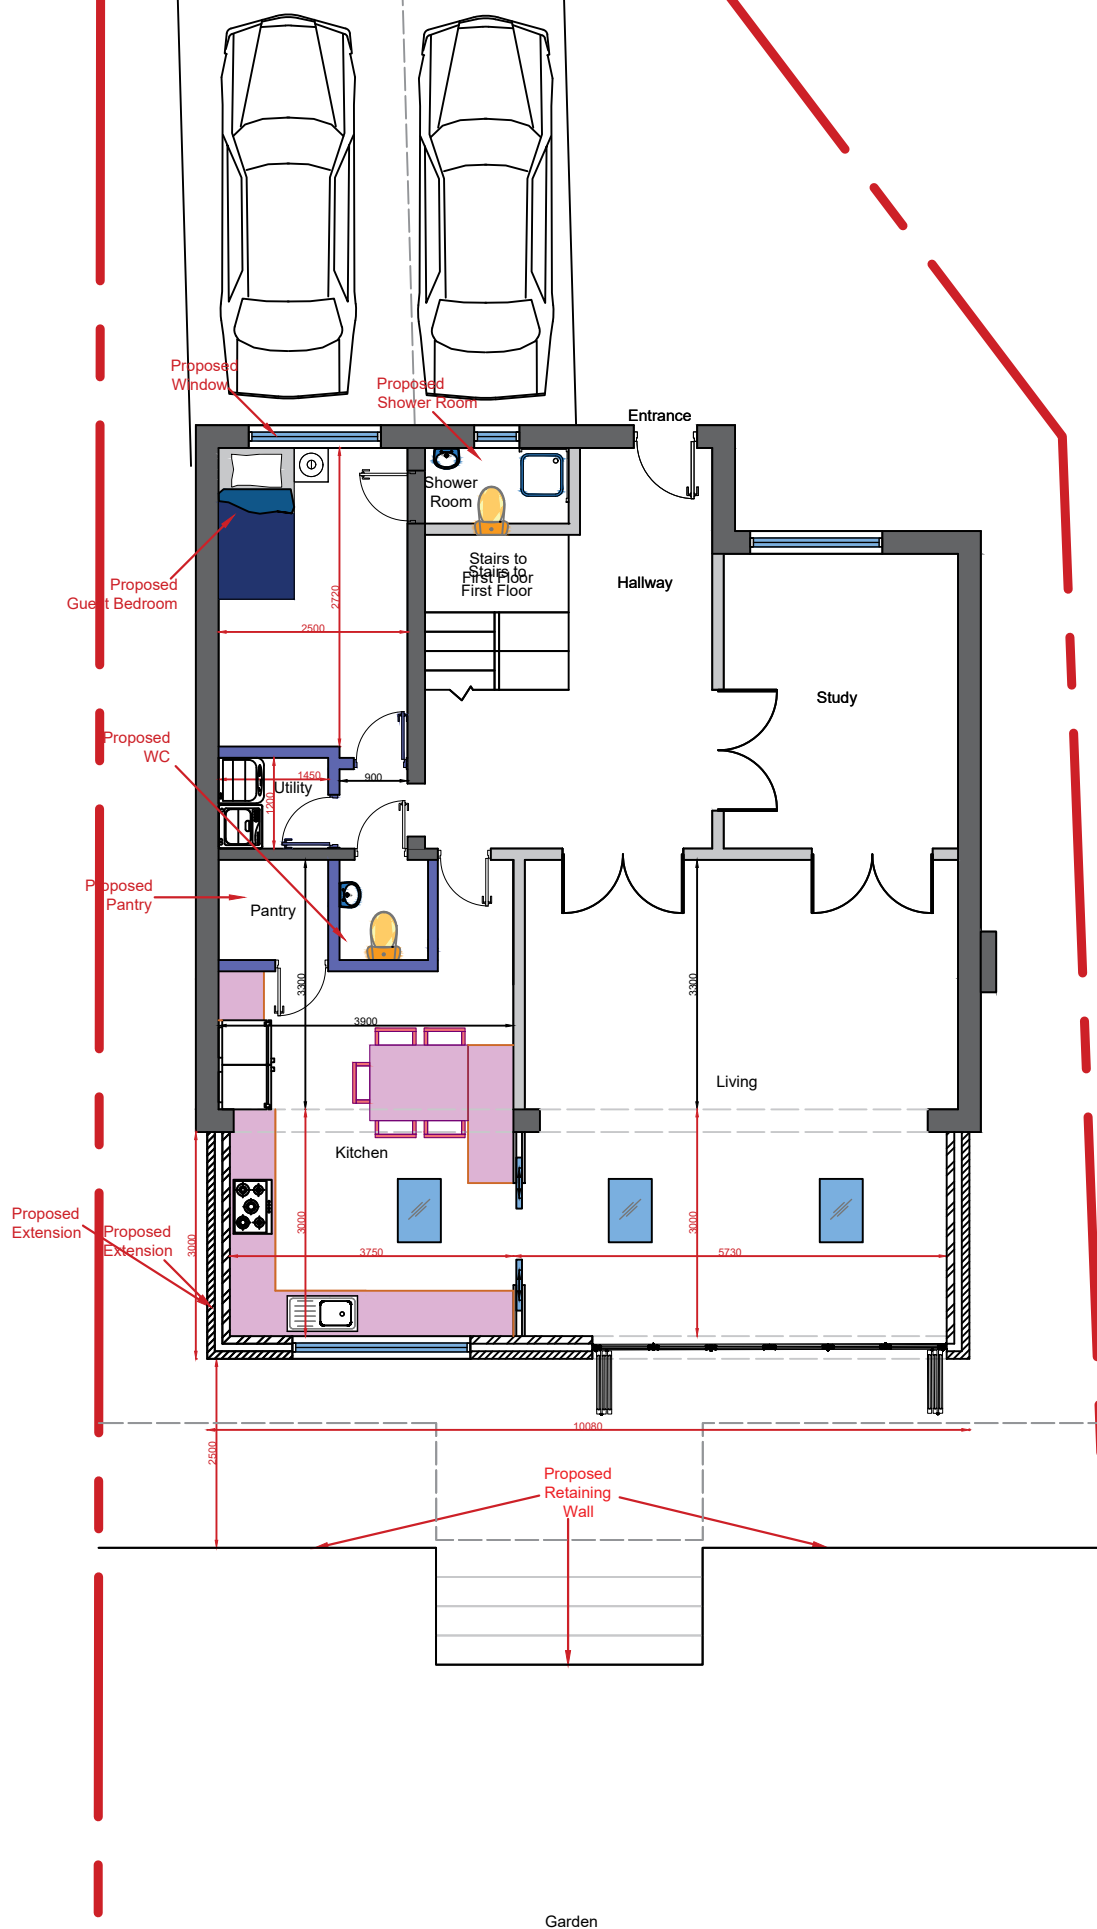 Proposed
Window
Proposed
Shower Room
Entrance
Shower
Room
Stairs to
First Floor
Stairs to
First Floor
Hallway
Proposed
Guest Bedroom
2720
2500
Study
Proposed
WC
1450
900
Utility
1200
Proposed
Pantry
Pantry
3300
3300
3900
Living
Kitchen
Proposed
Extension
Proposed
Extension
3000
3000
3000
3750
5730
10080
2500
Proposed
Retaining
Wall
Garden